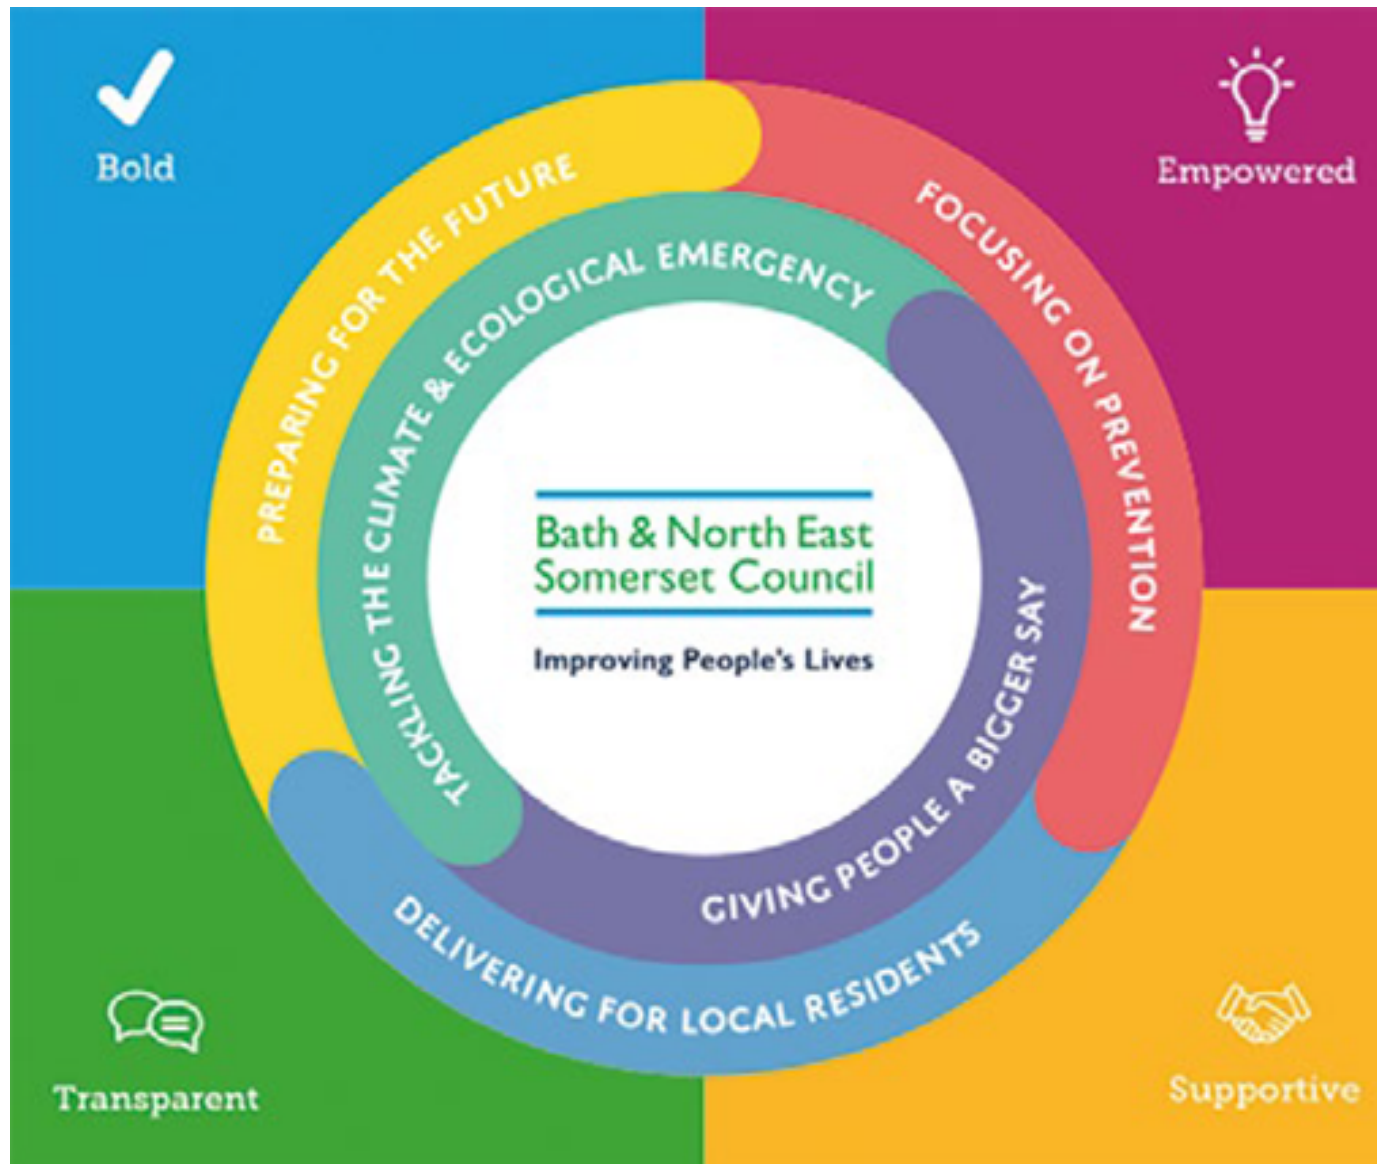 Bold
Empowered
PREPARING FOR THE FUTURE
FOCUSING ON PREVENTION
TACKLING THE CLIMATE & ECOLOGICAL EMERGENCY
Bath & North East
Somerset Council
Improving People's Lives
GIVING PEOPLE A BIGGER SAY
DELIVERING FOR LOCAL RESIDENTS
Transparent
Supportive